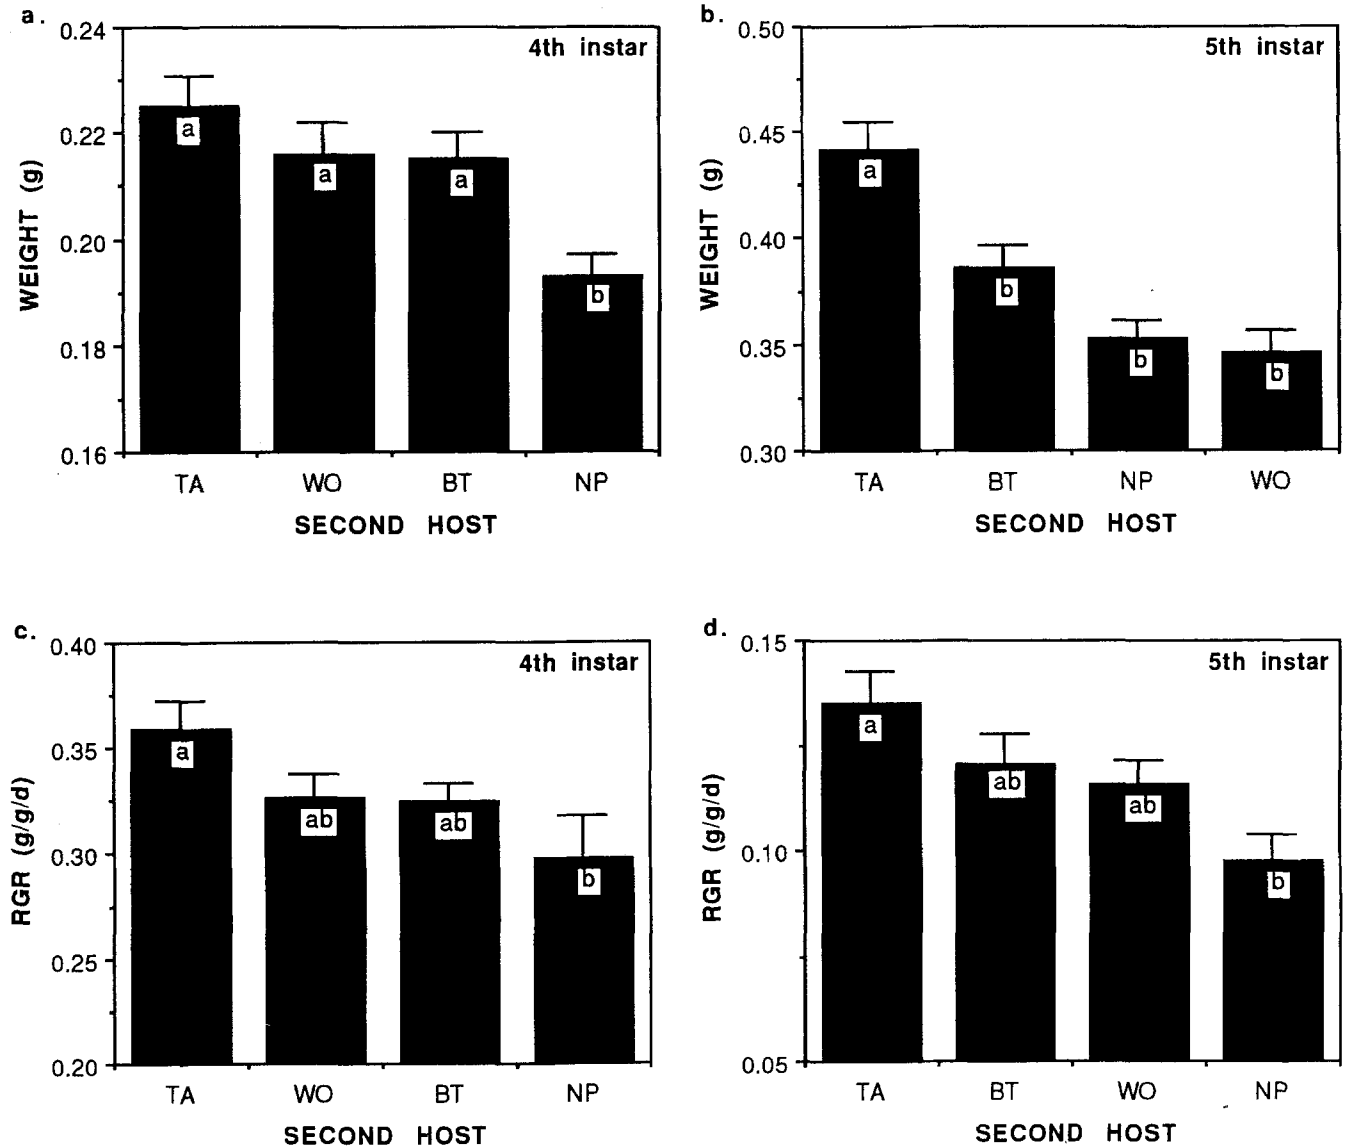 a.
4th instar
0.24
0.22
0.20
0.18
0.16
WEIGHT (g)
a
a
a
b
TA WO BT NP
SECOND HOST
b.
5th instar
0.50
0.45
0.40
0.35
0.30
WEIGHT (g)
a
b
b
b
TA BT NP WO
SECOND HOST
c.
4th instar
0.40
0.35
0.30
0.25
0.20
RGR (g/g/d)
a
ab
ab
b
TA WO BT NP
SECOND HOST
d.
5th instar
0.15
0.10
0.05
RGR (g/g/d)
a
ab
ab
b
TA BT WO NP
SECOND HOST